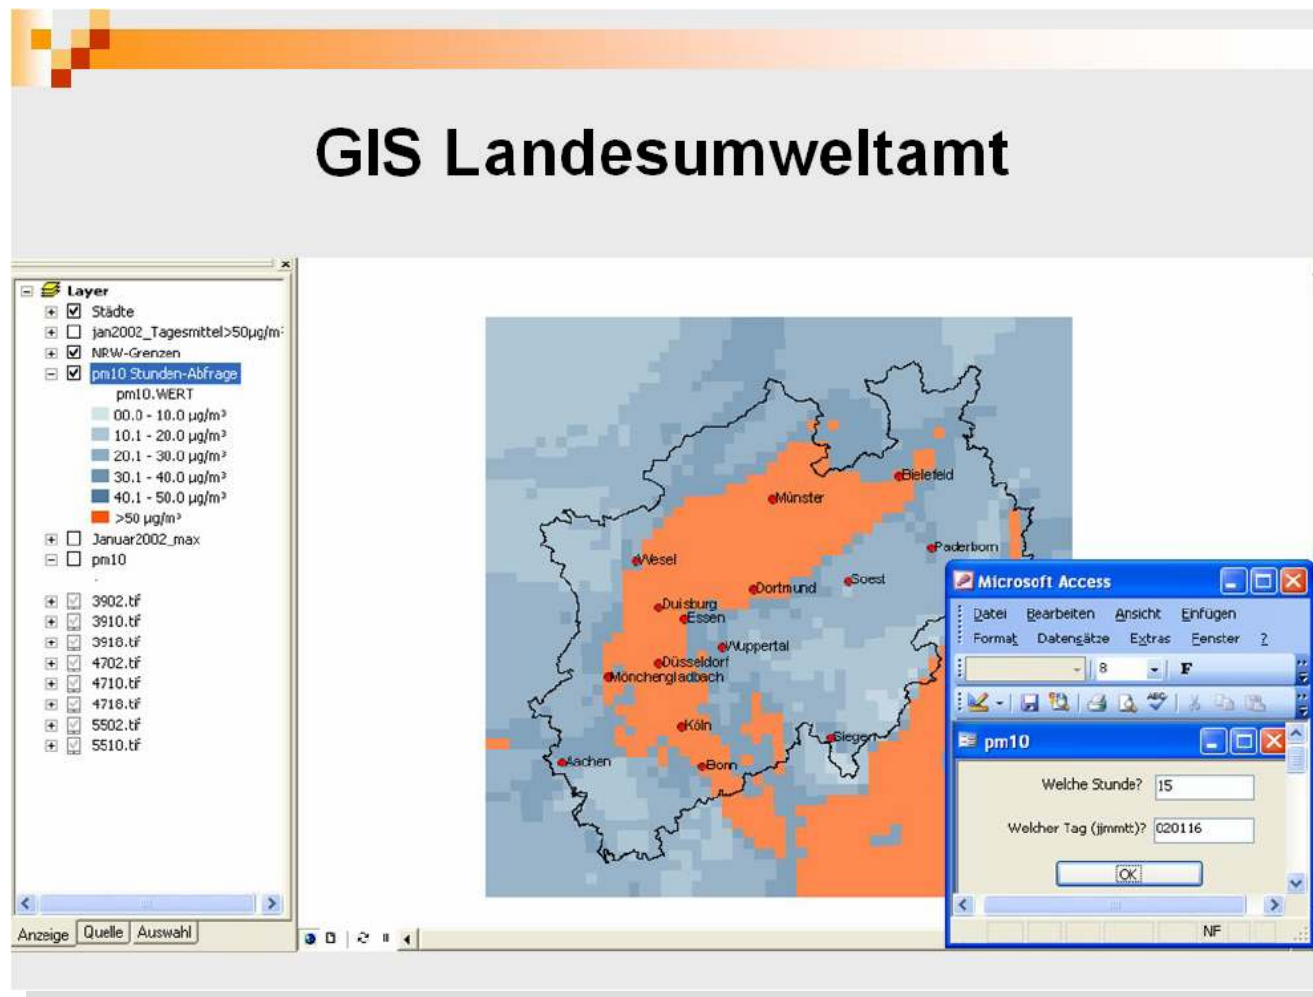 GIS Landesumweltamt
Layer
Städte
jan2002_Tagesmittel>50µg/m³
NRW-Grenzen
pm10 Stunden-Abfrage
pm10.WERT
00.0 - 10.0 µg/m³
10.1 - 20.0 µg/m³
20.1 - 30.0 µg/m³
30.1 - 40.0 µg/m³
40.1 - 50.0 µg/m³
>50 µg/m³
Januar2002_max
pm10
3902.tif
3910.tif
3918.tif
4702.tif
4710.tif
4718.tif
5502.tif
5510.tif
Anzeige Quelle Auswahl
Bielefeld
Münster
Paderborn
Wesel
Soest
Dortmund
Duisburg
Essen
Wuppertal
Düsseldorf
Mönchengladbach
Köln
Siegen
Aachen
Bonn
Microsoft Access
Datei Bearbeiten Ansicht Einfügen
Format Datensätze Extras Fenster ?
8 F
ABC
pm10
Welche Stunde? 15
Welcher Tag (jjmmtt)? 020116
OK
NF